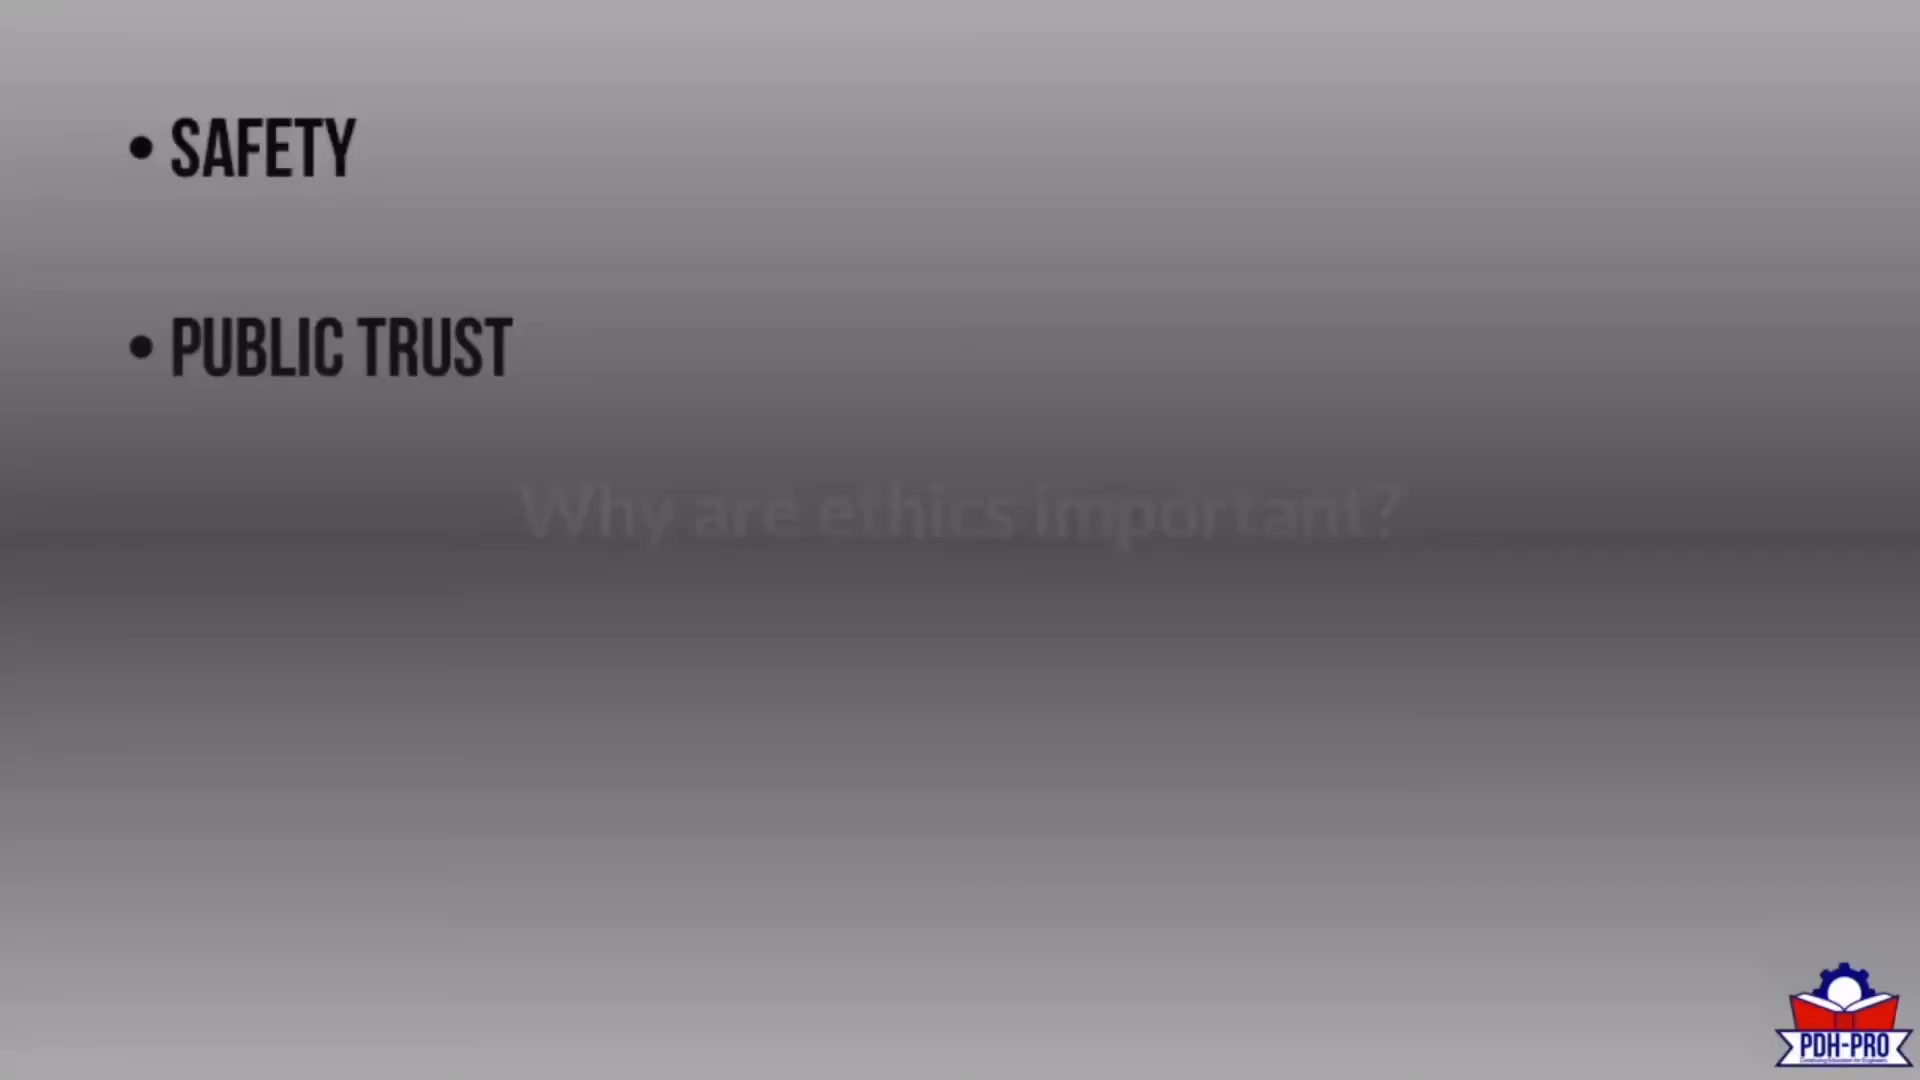 • SAFETY
• PUBLIC TRUST
Why are ethics important?
PDH-PRO